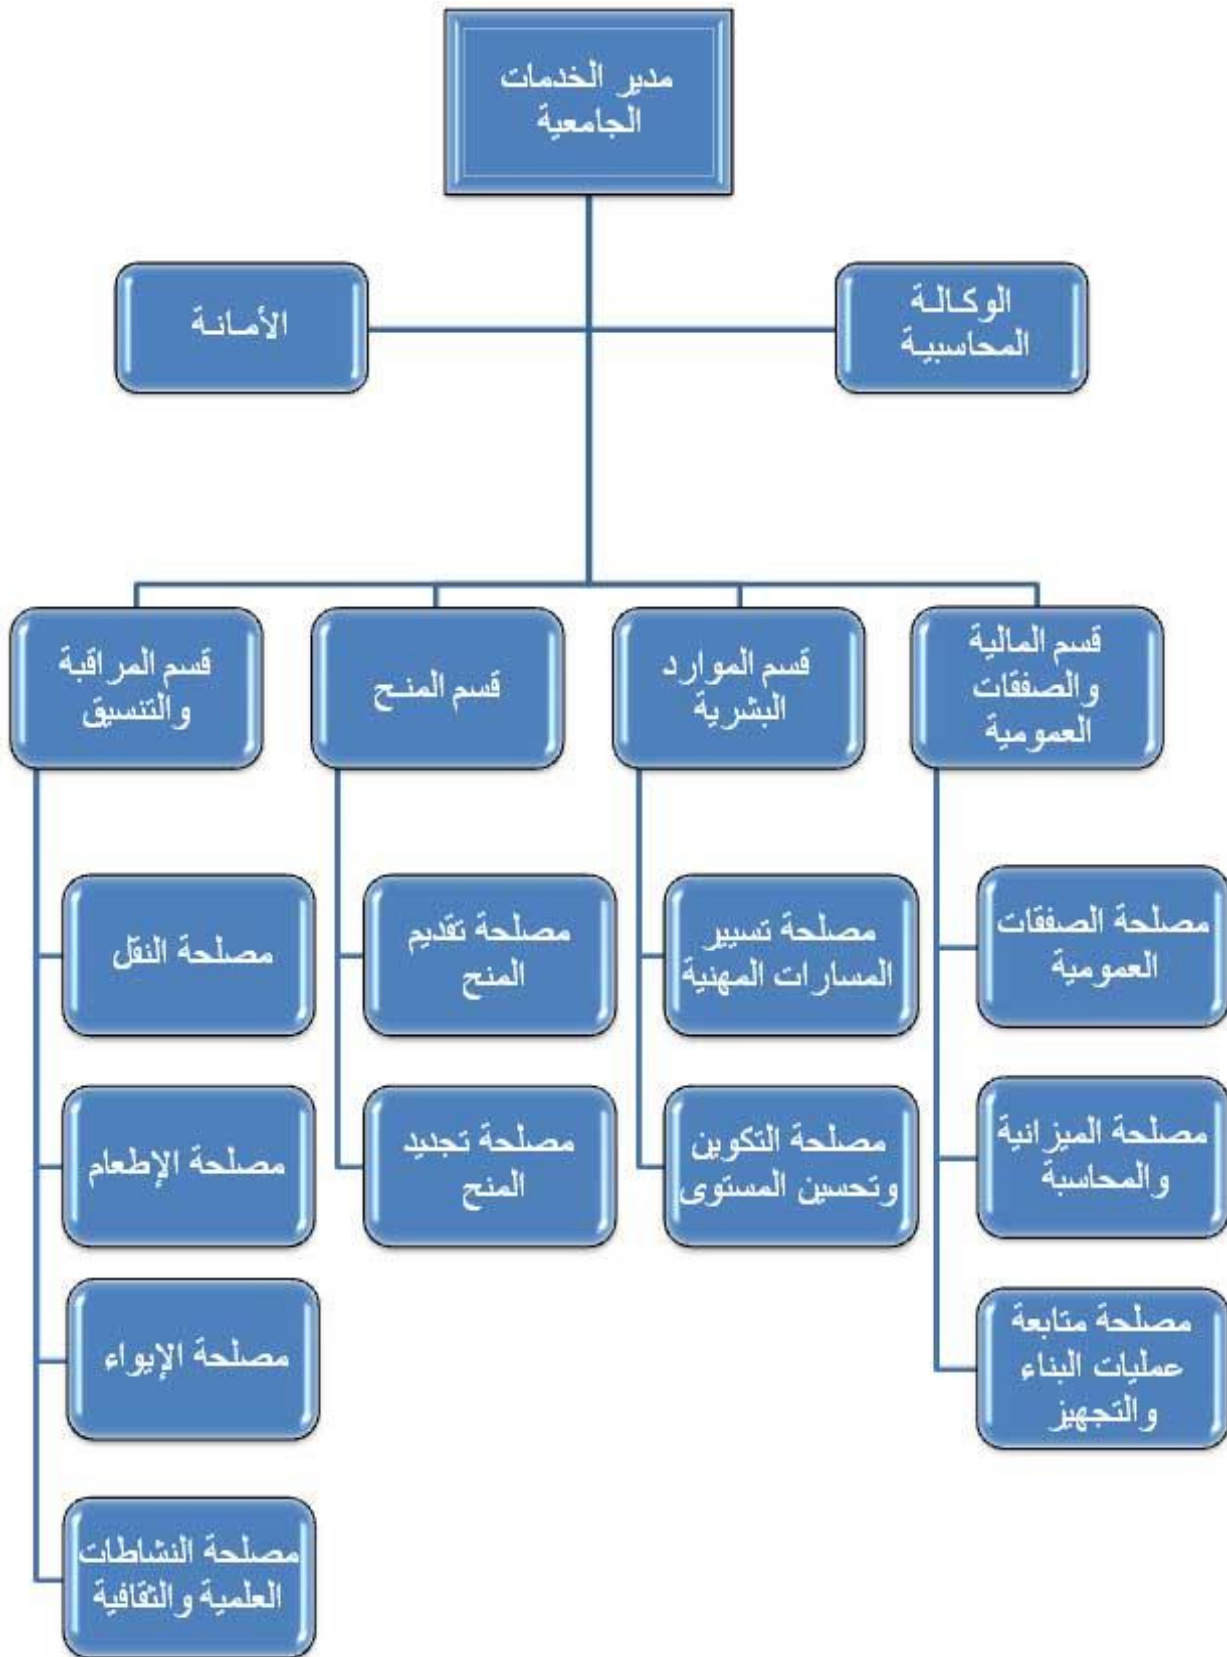 مدير الخدمات
الجامعية
الوكالة
المحاسبية
الأمانة
قسم المالية
والصفقات
العمومية
قسم الموارد
البشرية
قسم المنح
قسم المراقبة
والتنسيق
مصلحة الصفقات
العمومية
مصلحة الميزانية
والمحاسبة
مصلحة متابعة
عمليات البناء
والتجهيز
مصلحة تسيير
المسارات المهنية
مصلحة التكوين
وتحسين المستوى
مصلحة تقديم
المنح
مصلحة تجديد
المنح
مصلحة النقل
مصلحة الإطعام
مصلحة الإيواء
مصلحة النشاطات
العلمية والثقافية